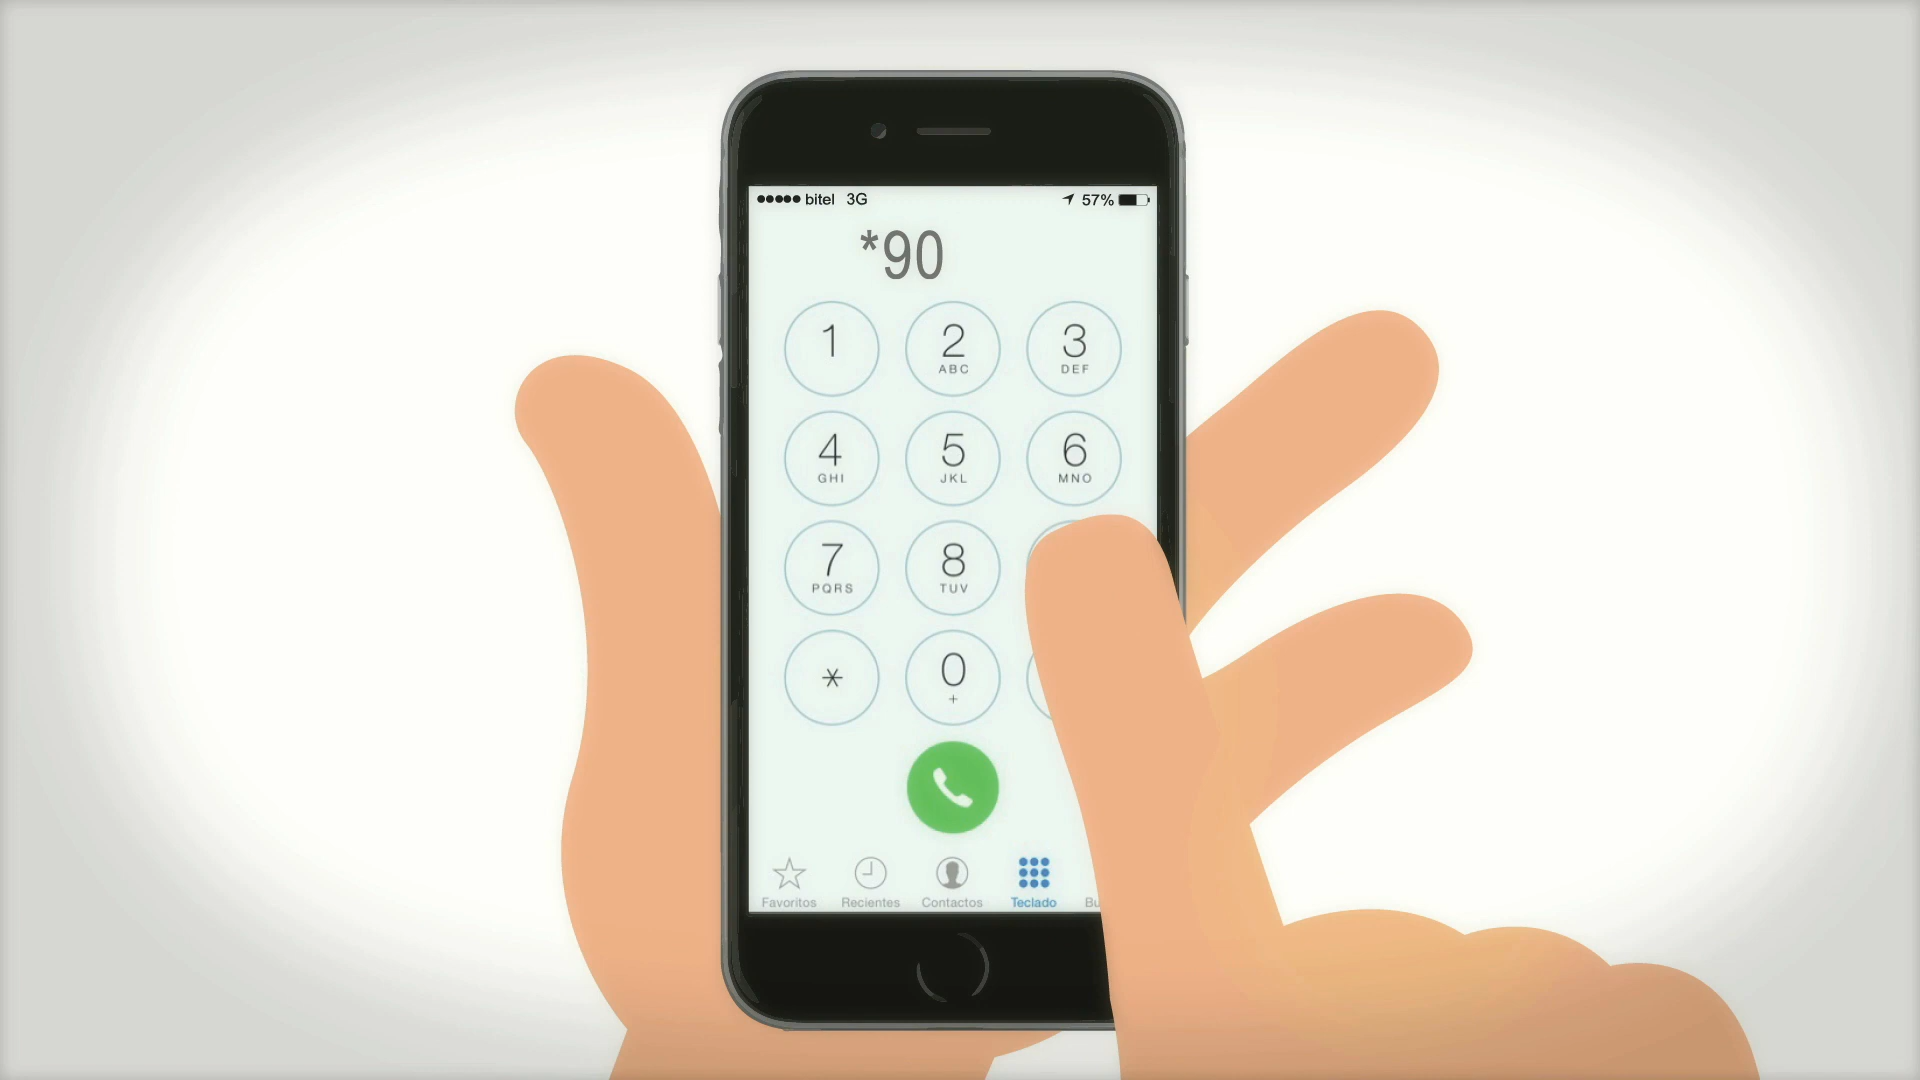 bitel 3G 57%
*90
1 2 3
ABC DEF
4 5 6
GHI JKL MNO
7 8
PQRS TUV
* 0
+
Favoritos Recientes Contactos Teclado Bu